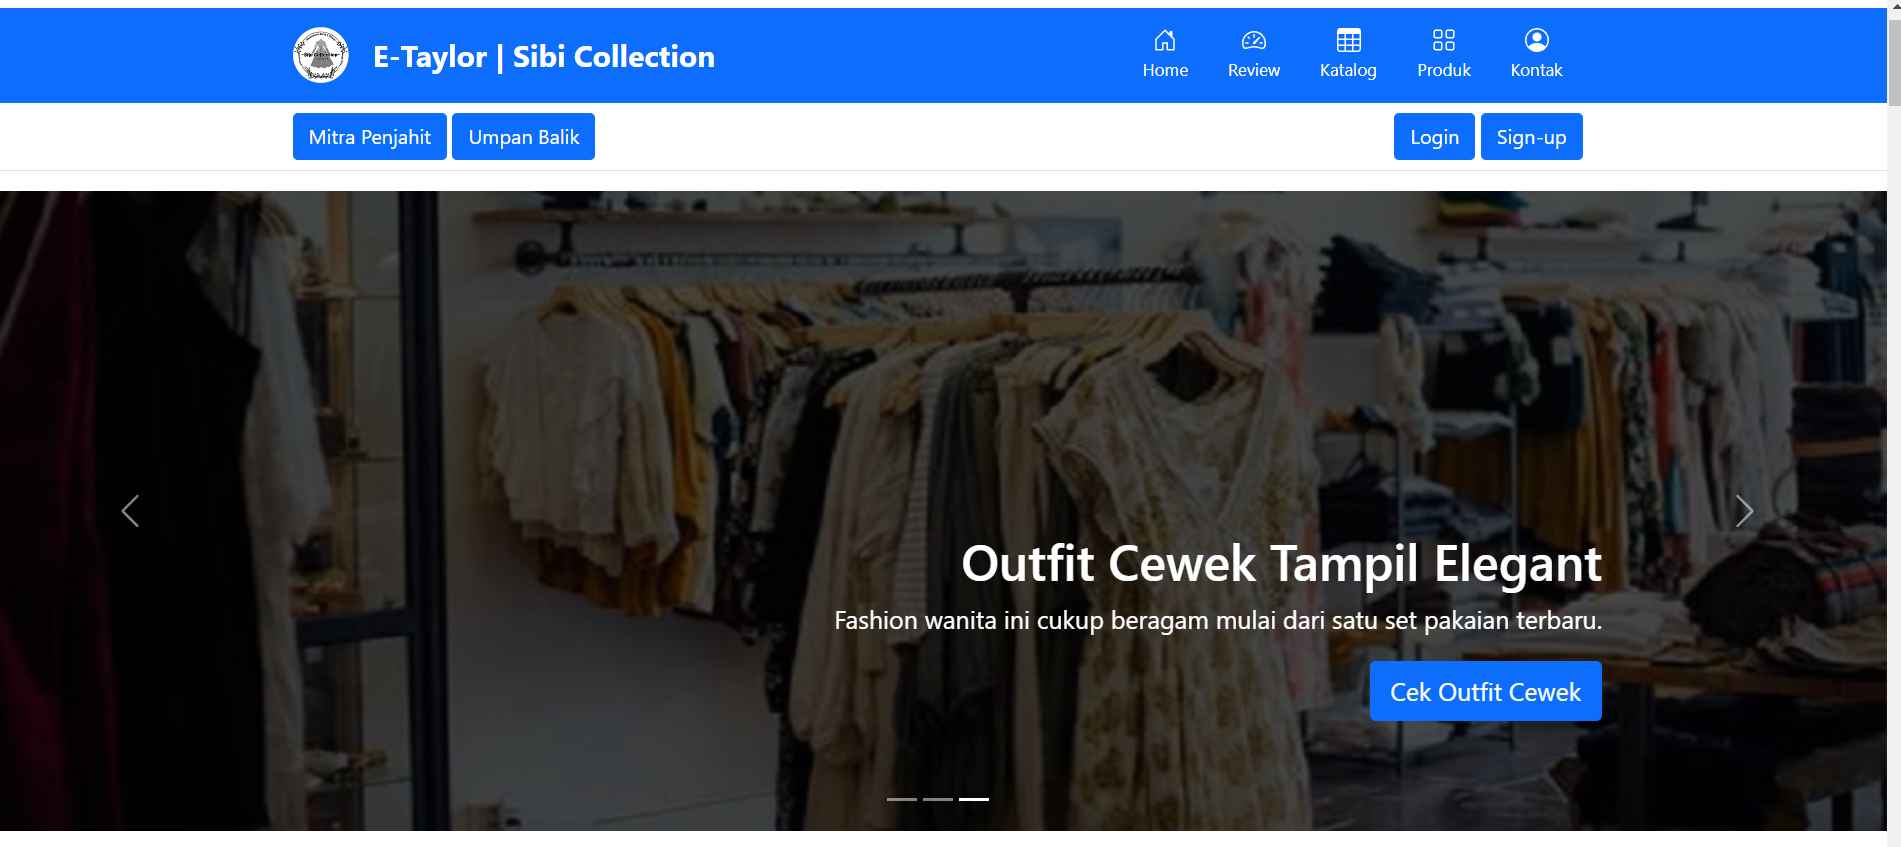 E-Taylor | Sibi Collection
Home Review Katalog Produk Kontak
Mitra Penjahit Umpan Balik Login Sign-up
Outfit Cewek Tampil Elegant
Fashion wanita ini cukup beragam mulai dari satu set pakaian terbaru.
Cek Outfit Cewek